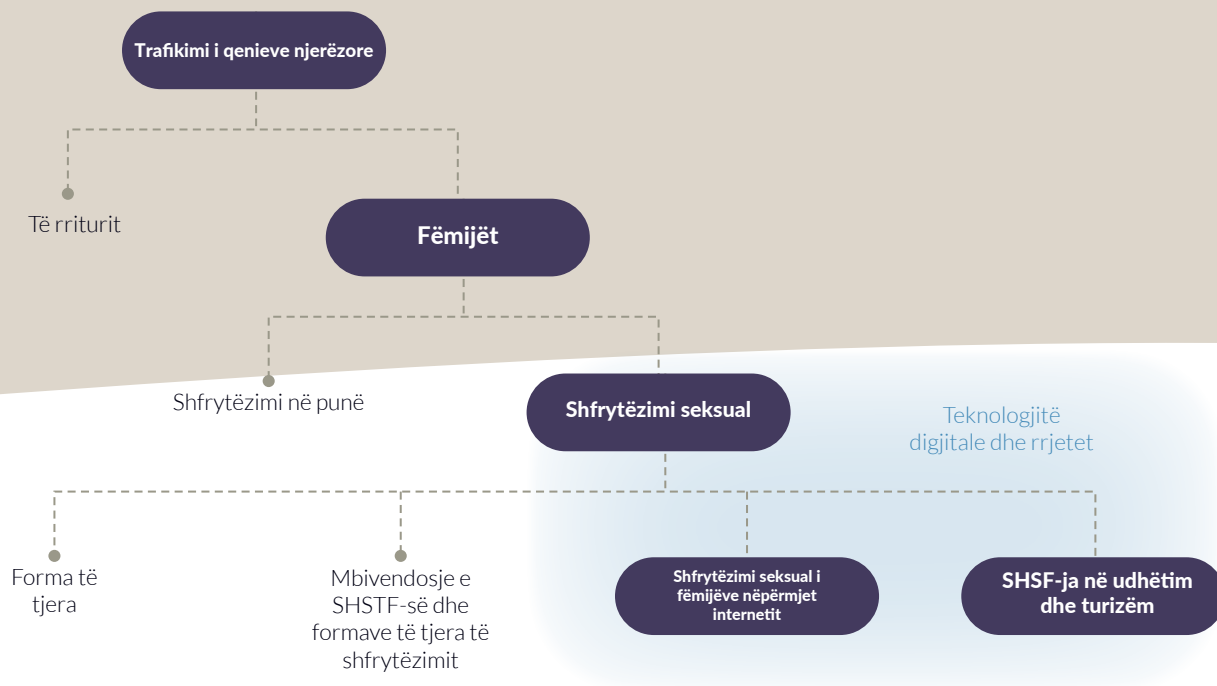 Trafikimi i qenieve njerëzore
Të rriturit
Fëmijët
Shfrytëzimi në punë
Shfrytëzimi seksual
Teknologjitë
digjitale dhe rrjetet
Forma të
tjera
Mbivendosje e
SHSTF-së dhe
formave të tjera të
shfrytëzimit
Shfrytëzimi seksual i
fëmijëve nëpërmjet
internetit
SHSF-ja në udhëtim
dhe turizëm